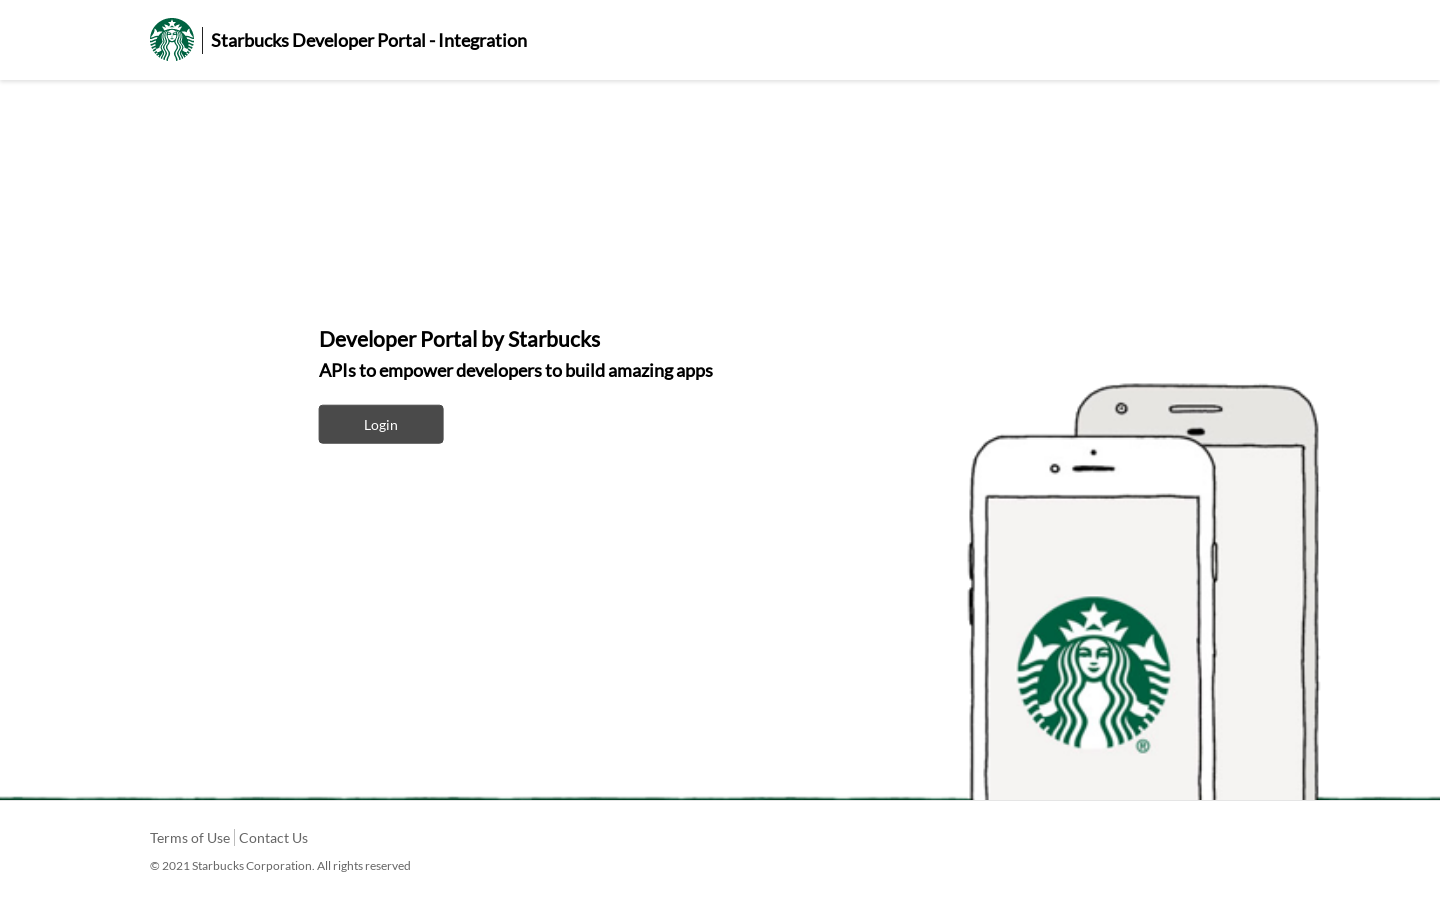 Starbucks Developer Portal - Integration
Developer Portal by Starbucks
APIs to empower developers to build amazing apps
Login
®
Terms of Use
Contact Us
© 2021 Starbucks Corporation. All rights reserved